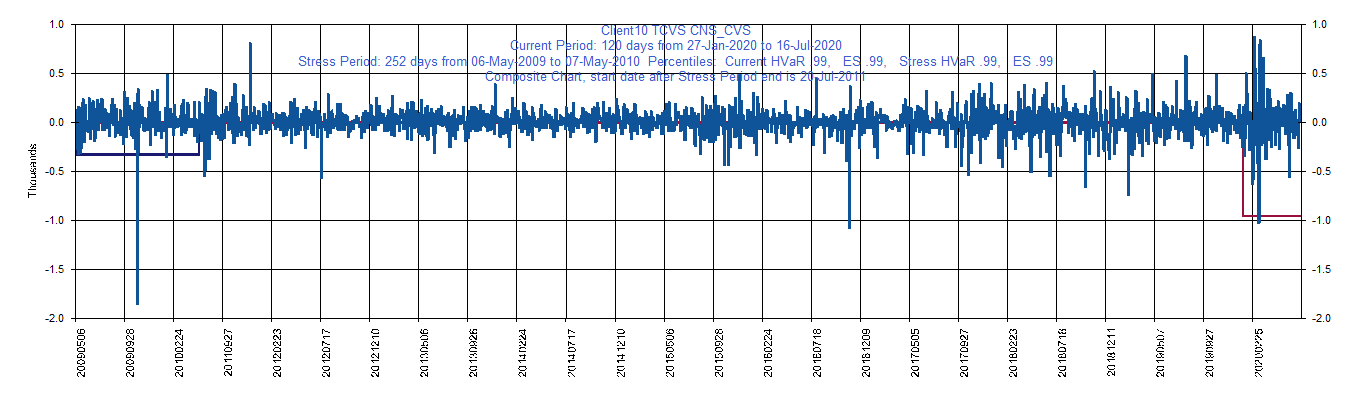 Client10 TCVS CNS_CVS
Current Period: 120 days from 27-Jan-2020 to 16-Jul-2020
Stress Period: 252 days from 06-May-2009 to 07-May-2010 Percentiles: Current HVaR .99, ES .99, Stress HVaR .99, ES .99
Composite Chart, start date after Stress Period end is 20-Jul-2011
1.0 1.0
0.5 0.5
0.0 0.0
-0.5 -0.5
-1.0 -1.0
-1.5 -1.5
-2.0 -2.0
Thousands
20090506 20090928 20100224 20110927 20120223 20120717 20121210 20130506 20130926 20140224 20140717 20141210 20150506 20150928 20160224 20160718 20161209 20170505 20170927 20180223 20180718 20181211 20190507 20190927 20200225